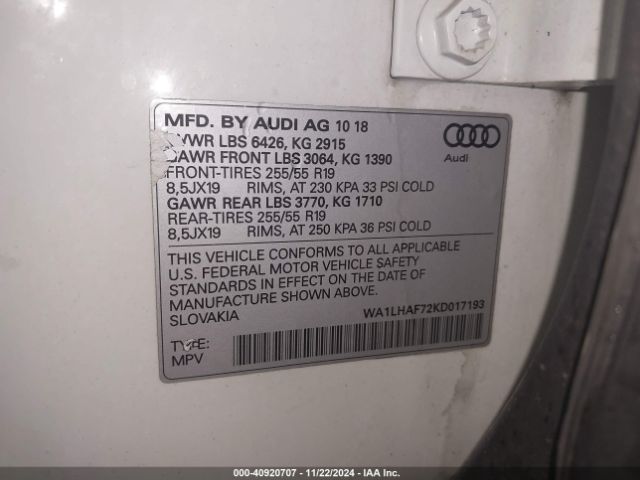 MFD. BY AUDI AG 10 18
VWR LBS 6426, KG 2915
GAWR FRONT LBS 3064, KG 1390
FRONT-TIRES 255/55 R19
8,5JX19 RIMS, AT 230 KPA 33 PSI COLD
GAWR REAR LBS 3770, KG 1710
REAR-TIRES 255/55 R19
8,5JX19 RIMS, AT 250 KPA 36 PSI COLD
Audi
THIS VEHICLE CONFORMS TO ALL APPLICABLE
U.S. FEDERAL MOTOR VEHICLE SAFETY
STANDARDS IN EFFECT ON THE DATE OF
MANUFACTURE SHOWN ABOVE.
SLOVAKIA
WA1LHAF72KD017193
TYPE:
MPV
000-40920707 - 11/22/2024 - IAAI.COM